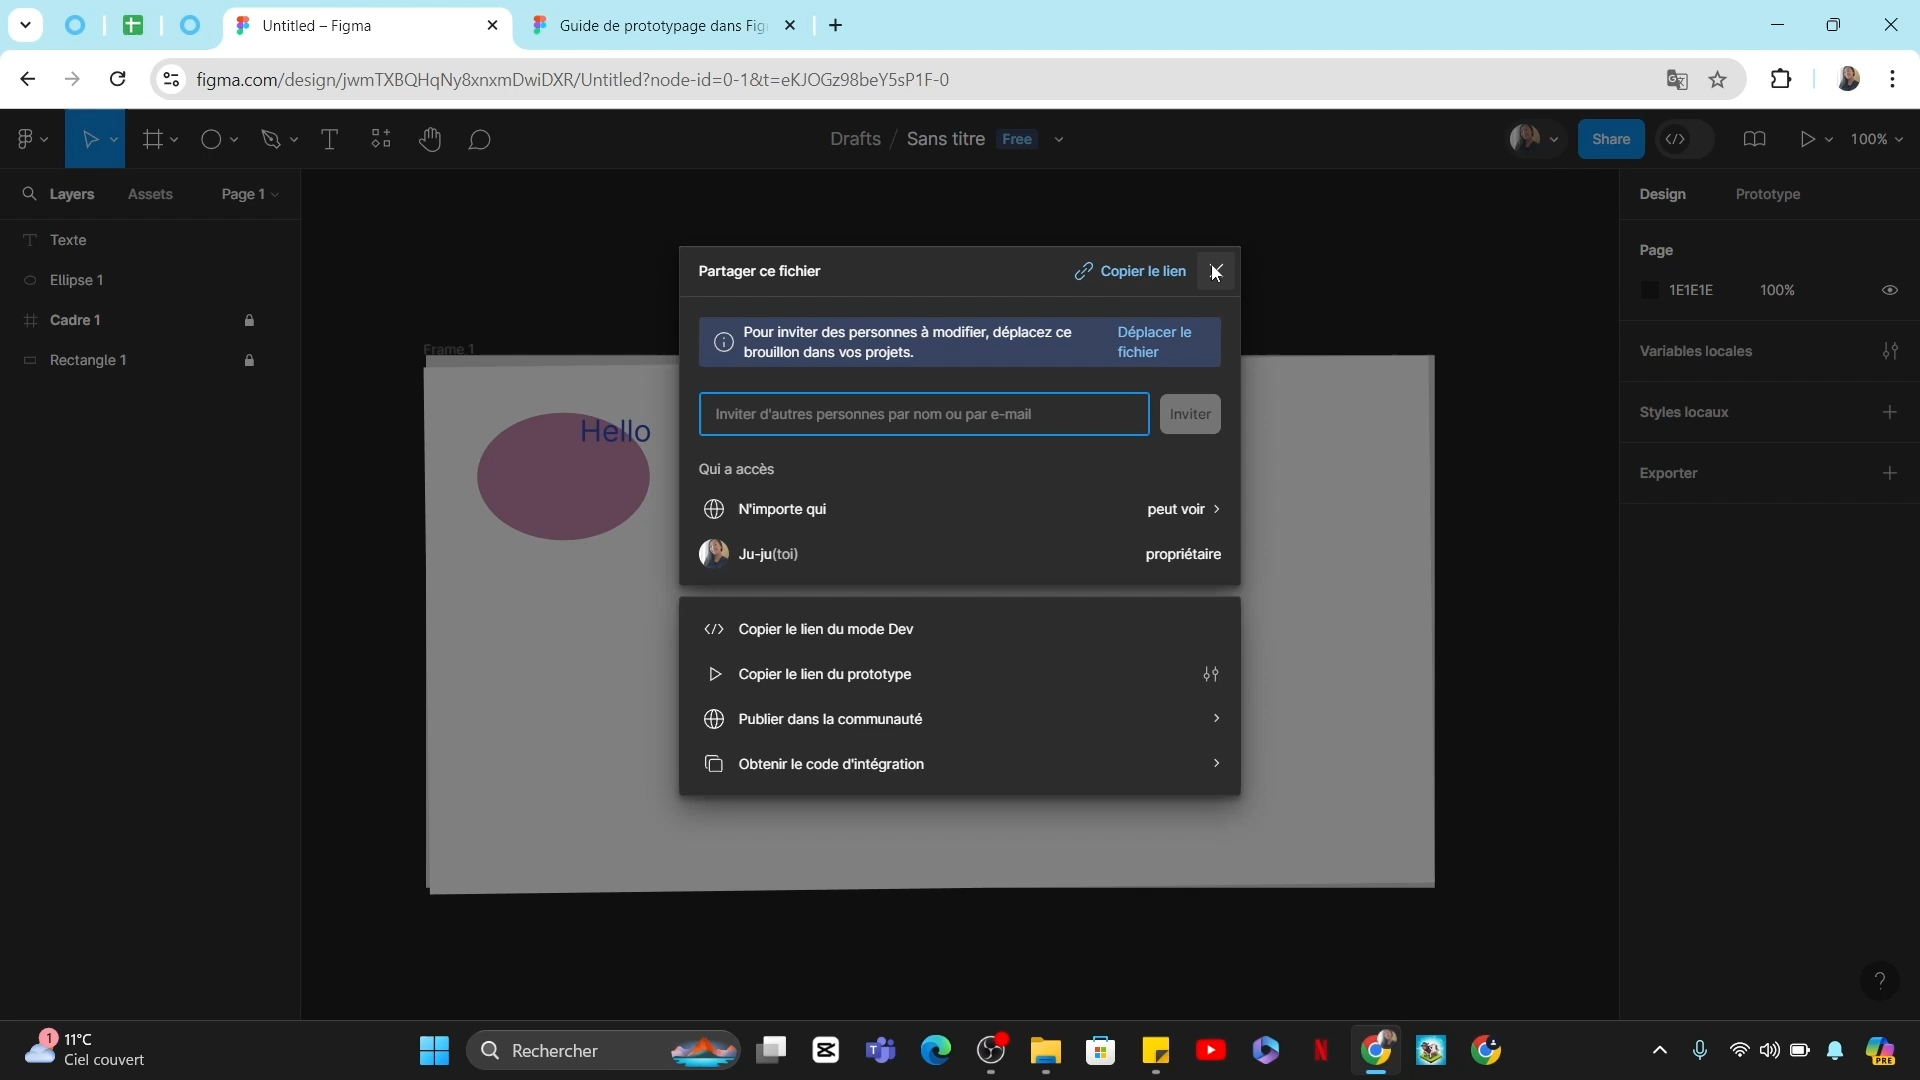 Untitled – Figma
Guide de prototypage dans Fig
figma.com/design/jwmTXBQHqNy8xnxmDwiDXR/Untitled?node-id=0-1&t=eKJOGz98beY5sP1F-0
Drafts / Sans titre Free
Share
100%
Layers
Assets
Page 1
Texte
Ellipse 1
Cadre 1
Rectangle 1
Frame 1
Hello
Partager ce fichier
Copier le lien
Pour inviter des personnes à modifier, déplacez ce
brouillon dans vos projets.
Déplacer le
fichier
Inviter d'autres personnes par nom ou par e-mail
Inviter
Qui a accès
N'importe qui
peut voir
Ju-ju(toi)
propriétaire
Copier le lien du mode Dev
Copier le lien du prototype
Publier dans la communauté
Obtenir le code d'intégration
Design
Prototype
Page
1E1E1E
100%
Variables locales
Styles locaux
Exporter
?
1
11°C
Ciel couvert
Rechercher
PRE